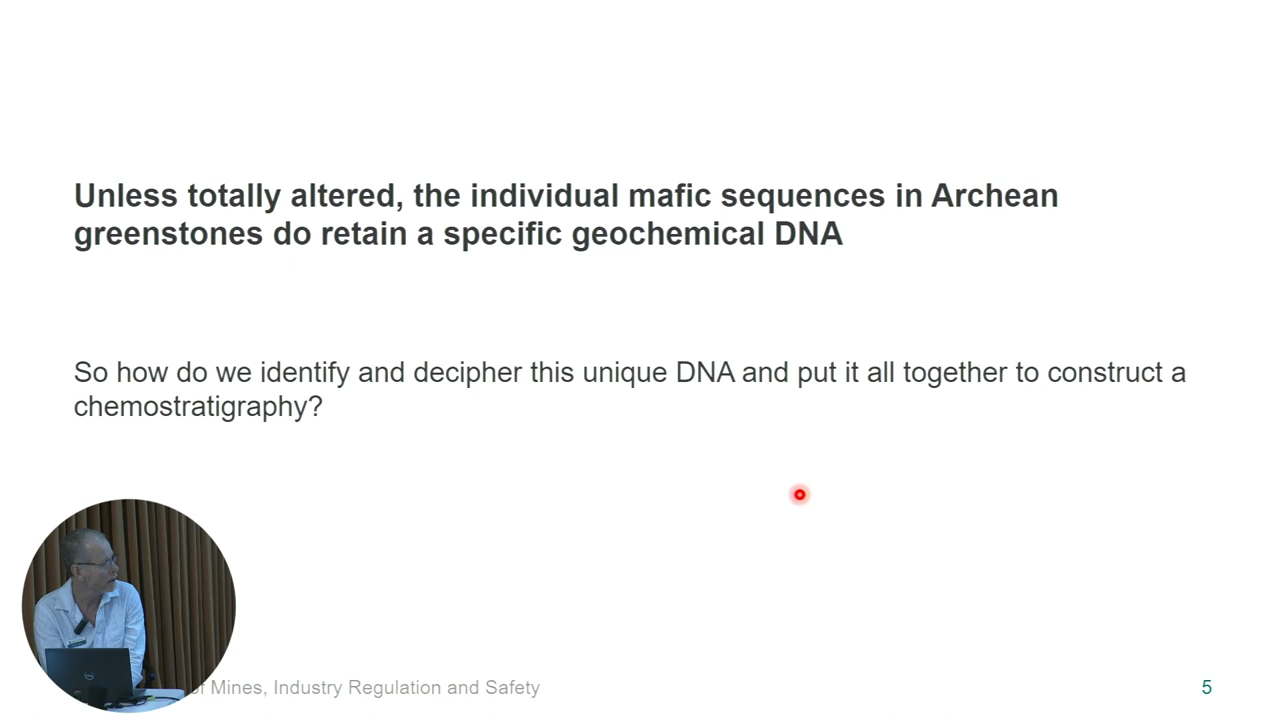 Unless totally altered, the individual mafic sequences in Archean
greenstones do retain a specific geochemical DNA
So how do we identify and decipher this unique DNA and put it all together to construct a
chemostratigraphy?
of Mines, Industry Regulation and Safety
5